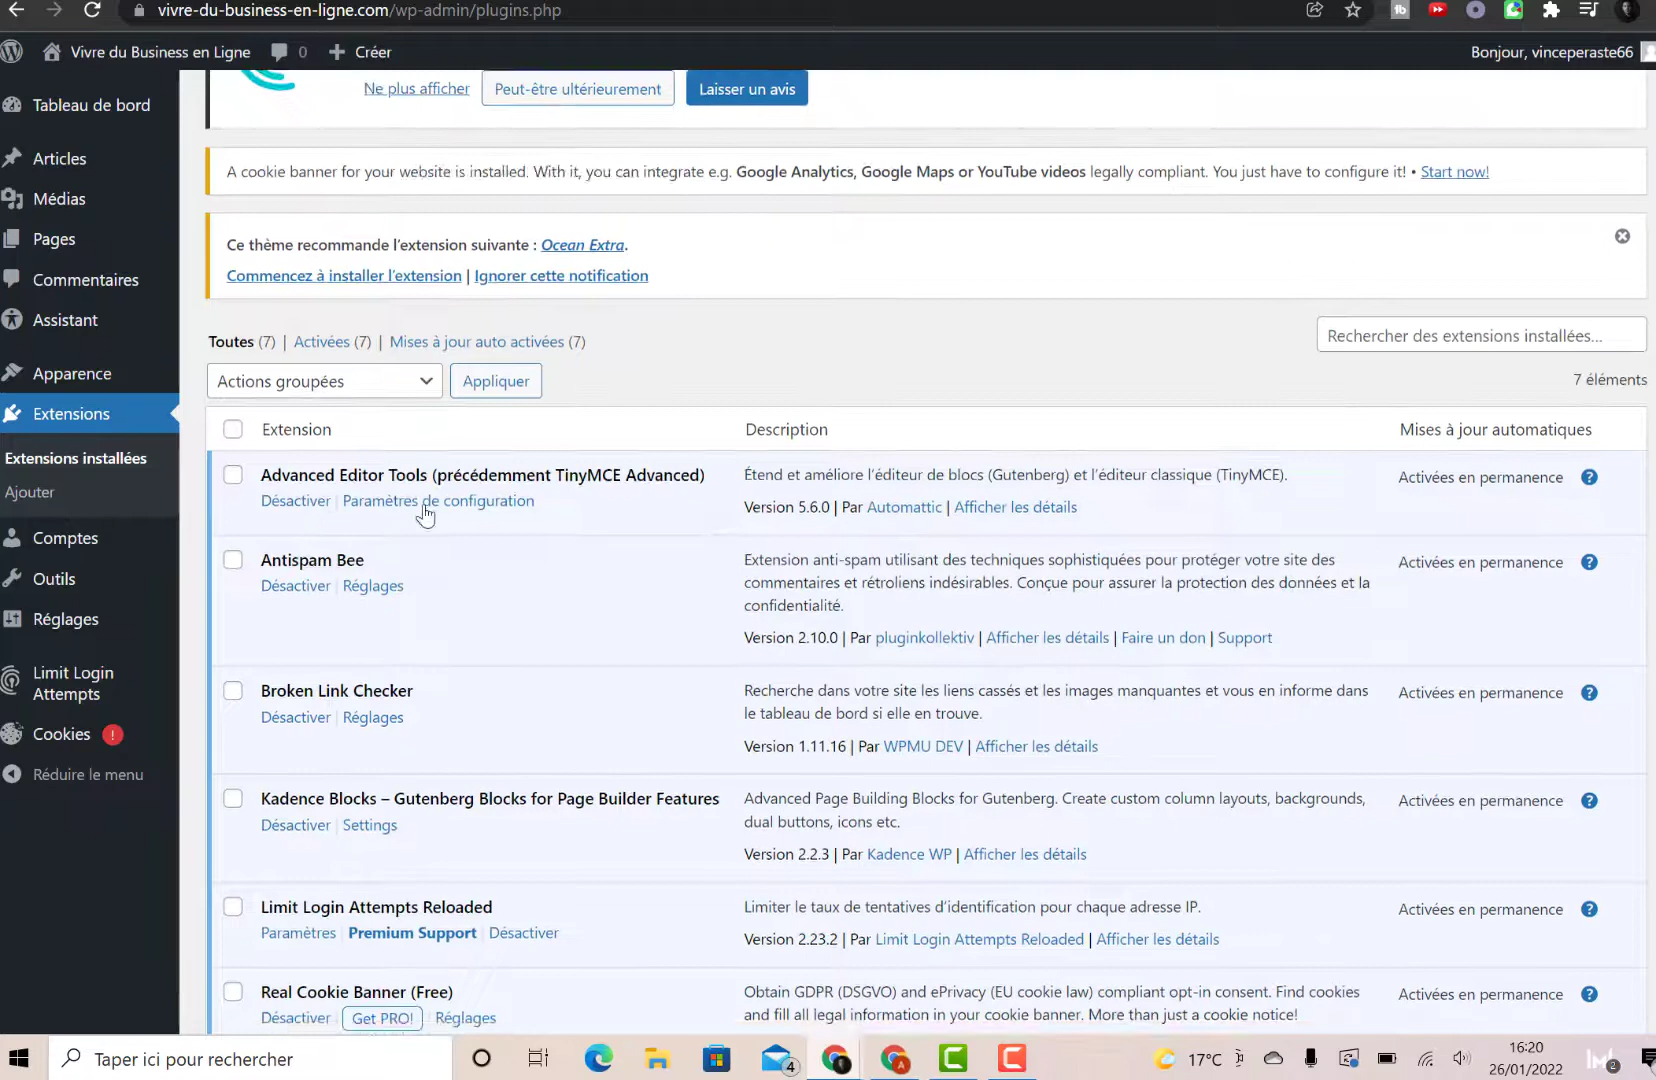 vivre-du-business-en-ligne.com/wp-admin/plugins.php
Vivre du Business en Ligne 0 Créer Bonjour, vinceperaste66
Ne plus afficher Peut-être ultérieurement Laisser un avis
Tableau de bord
Articles
Médias
Pages
Commentaires
Assistant
Apparence
Extensions
Extensions installées
Ajouter
Comptes
Outils
Réglages
Limit Login
Attempts
Cookies !
Réduire le menu
A cookie banner for your website is installed. With it, you can integrate e.g. Google Analytics, Google Maps or YouTube videos legally compliant. You just have to configure it! • Start now!
Ce thème recommande l’extension suivante : Ocean Extra.
Commencez à installer l’extension | Ignorer cette notification
Toutes (7) | Activées (7) | Mises à jour auto activées (7)
Rechercher des extensions installées...
Actions groupées Appliquer
7 éléments
Extension Description Mises à jour automatiques
Advanced Editor Tools (précédemment TinyMCE Advanced)
Désactiver | Paramètres de configuration
Étend et améliore l’éditeur de blocs (Gutenberg) et l’éditeur classique (TinyMCE).
Version 5.6.0 | Par Automattic | Afficher les détails
Activées en permanence ?
Antispam Bee
Désactiver | Réglages
Extension anti-spam utilisant des techniques sophistiquées pour protéger votre site des
commentaires et rétroliens indésirables. Conçue pour assurer la protection des données et la
confidentialité.
Version 2.10.0 | Par pluginkollektiv | Afficher les détails | Faire un don | Support
Activées en permanence ?
Broken Link Checker
Désactiver | Réglages
Recherche dans votre site les liens cassés et les images manquantes et vous en informe dans
le tableau de bord si elle en trouve.
Version 1.11.16 | Par WPMU DEV | Afficher les détails
Activées en permanence ?
Kadence Blocks – Gutenberg Blocks for Page Builder Features
Désactiver | Settings
Advanced Page Building Blocks for Gutenberg. Create custom column layouts, backgrounds,
dual buttons, icons etc.
Version 2.2.3 | Par Kadence WP | Afficher les détails
Activées en permanence ?
Limit Login Attempts Reloaded
Paramètres | Premium Support | Désactiver
Limiter le taux de tentatives d’identification pour chaque adresse IP.
Version 2.23.2 | Par Limit Login Attempts Reloaded | Afficher les détails
Activées en permanence ?
Real Cookie Banner (Free)
Désactiver | Get PRO! | Réglages
Obtain GDPR (DSGVO) and ePrivacy (EU cookie law) compliant opt-in consent. Find cookies
and fill all legal information in your cookie banner. More than just a cookie notice!
Activées en permanence ?
Taper ici pour rechercher
4
A
17°C
16:20
26/01/2022
2